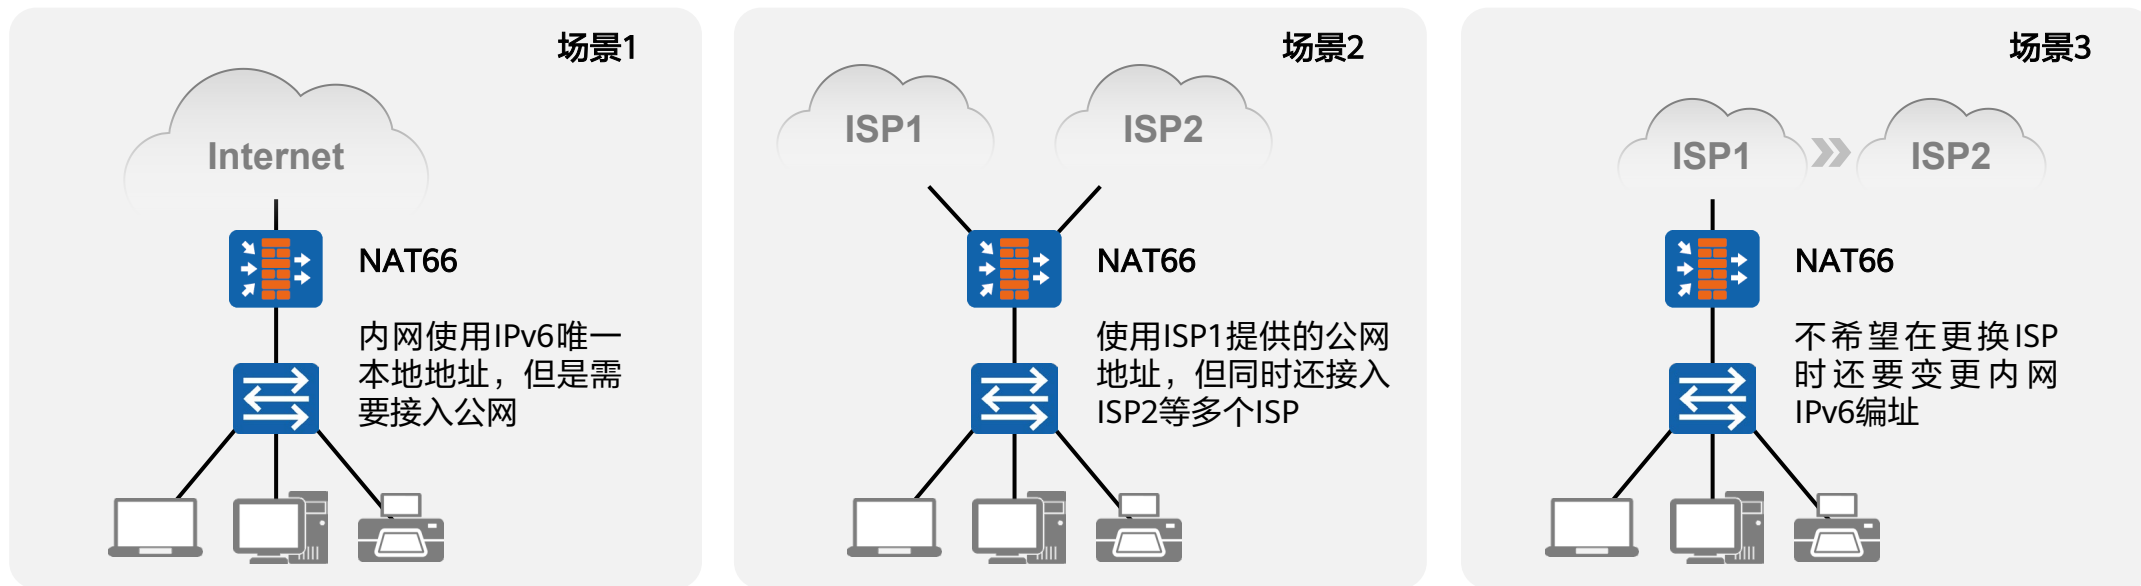 场景1
Internet
NAT66
内网使用IPv6唯一
本地地址，但是需
要接入公网
场景2
ISP1
ISP2
NAT66
使用ISP1提供的公网
地址，但同时还接入
ISP2等多个ISP
场景3
ISP1
ISP2
NAT66
不希望在更换ISP
时还要变更内网
IPv6编址